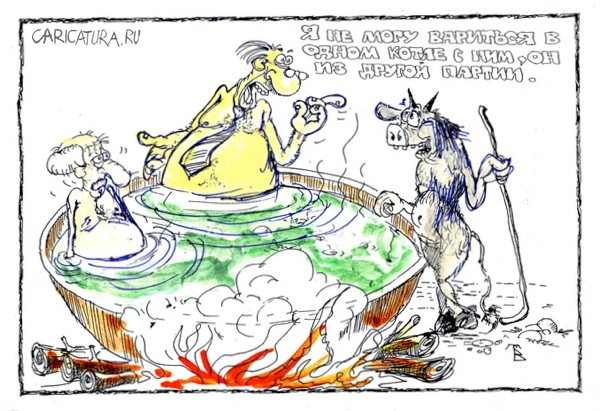 CARICATURA.RU
Я НЕ МОГУ ВАРИТЬСЯ В
ОДНОМ КОТЛЕ С НИМ, ОН
ИЗ ДРУГОЙ ПАРТИИ.